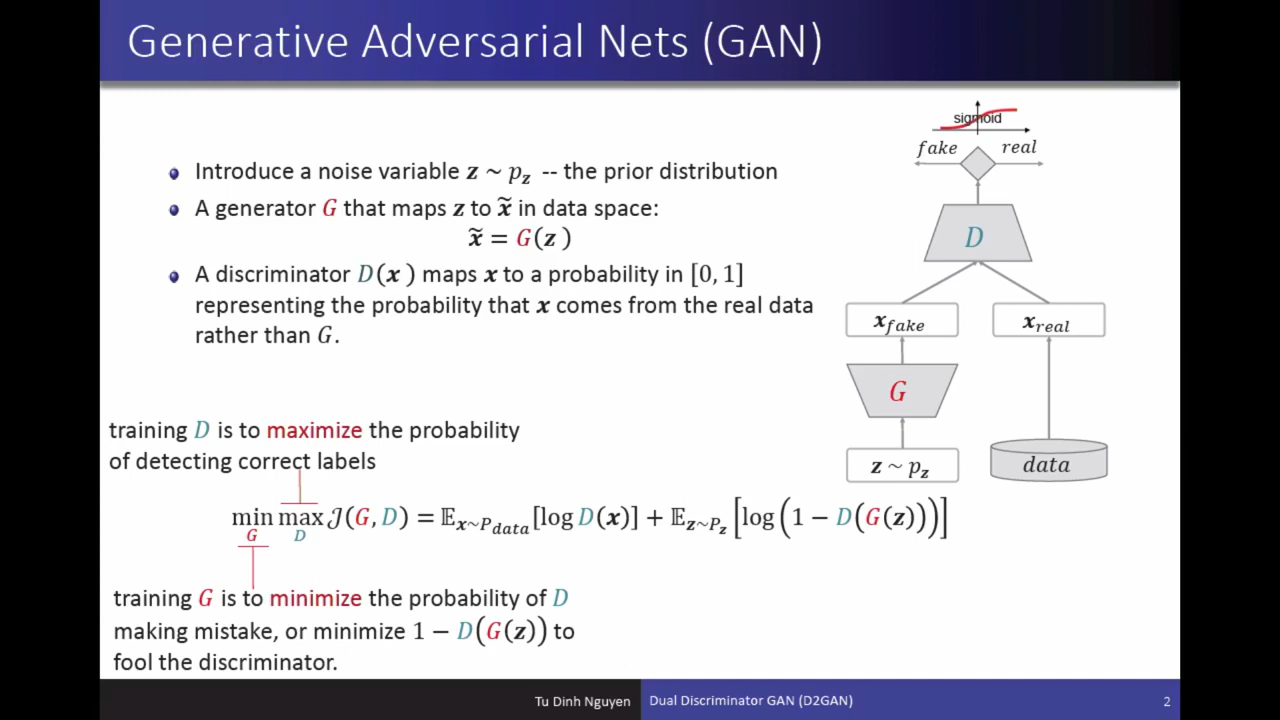 Generative Adversarial Nets (GAN)
Introduce a noise variable z ~ p_z -- the prior distribution
A generator G that maps z to x̃ in data space:
x̃ = G(z )
A discriminator D(x ) maps x to a probability in [0, 1]
representing the probability that x comes from the real data
rather than G.
sigmoid
fake real
D
x_fake x_real
G
z ~ p_z data
training D is to maximize the probability
of detecting correct labels
min_G max_D 𝒥(G, D) = 𝔼_{x~P_data}[log D(x)] + 𝔼_{z~P_z}[log(1 − D(G(z)))]
training G is to minimize the probability of D
making mistake, or minimize 1 − D(G(z)) to
fool the discriminator.
Tu Dinh Nguyen Dual Discriminator GAN (D2GAN) 2